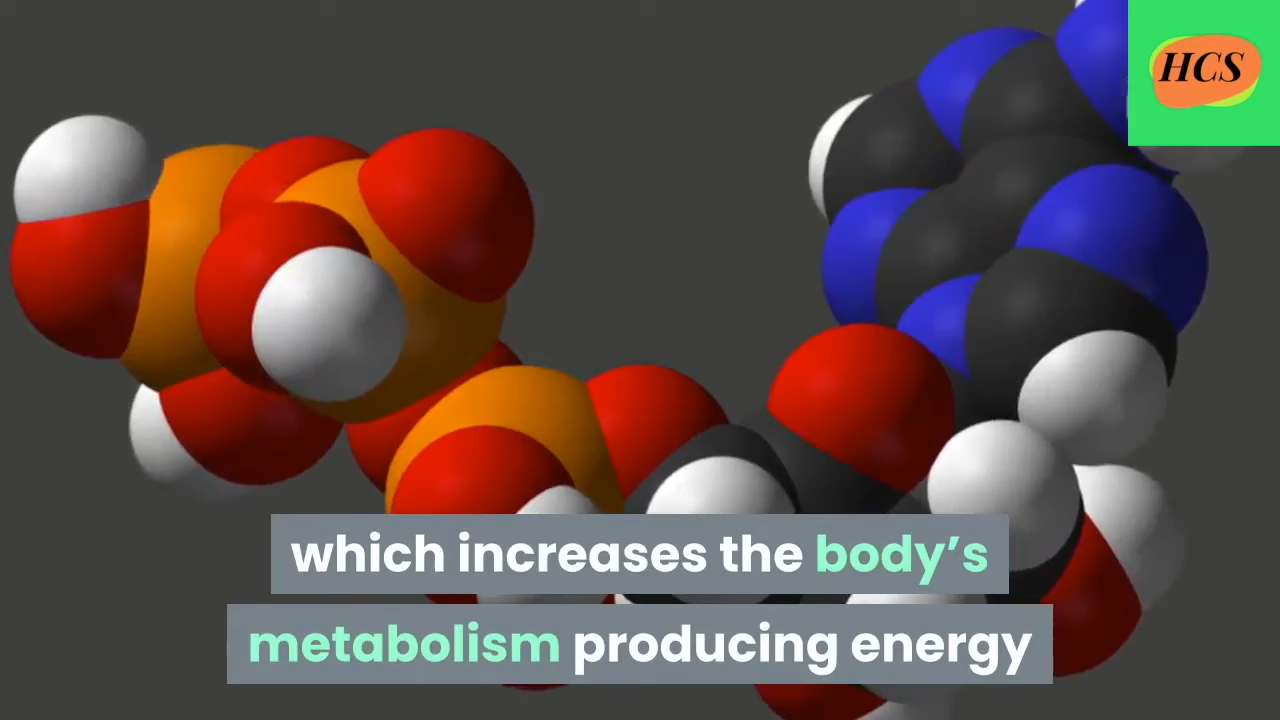 HCS
which increases the body’s
metabolism producing energy